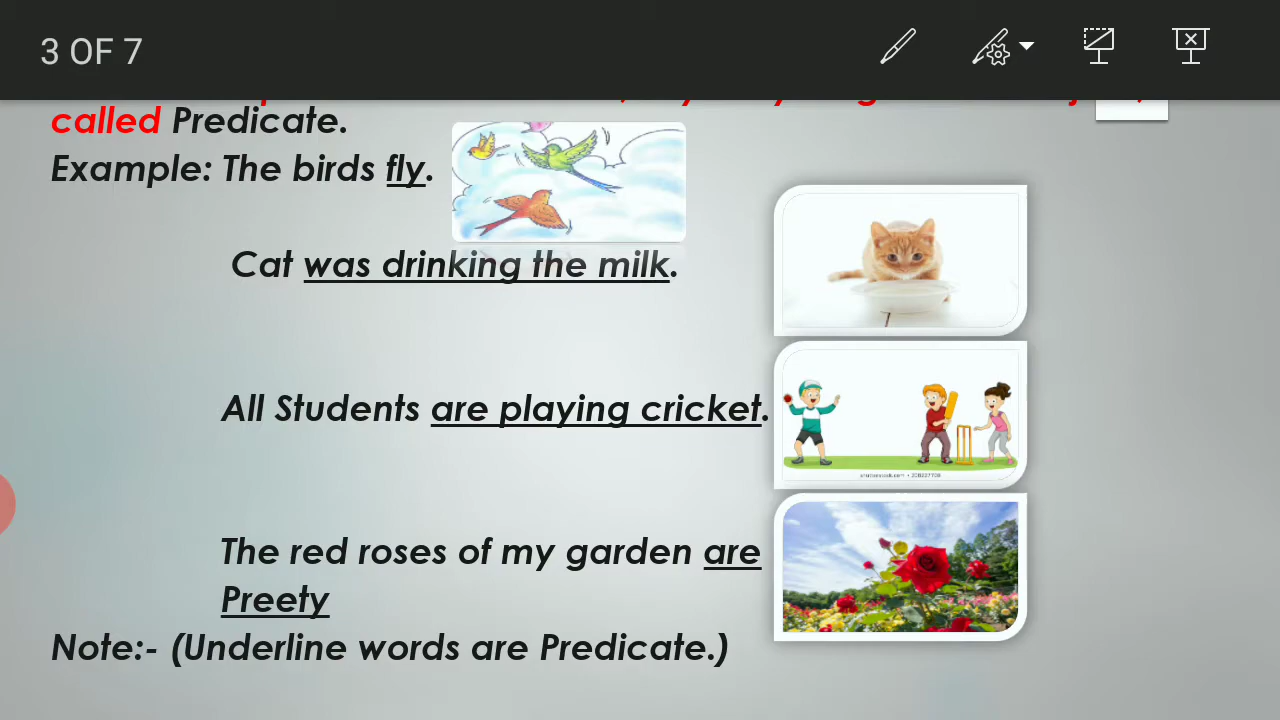 3 OF 7
called Predicate.
Example: The birds fly.
Cat was drinking the milk.
All Students are playing cricket.
The red roses of my garden are
Preety
Note:- (Underline words are Predicate.)